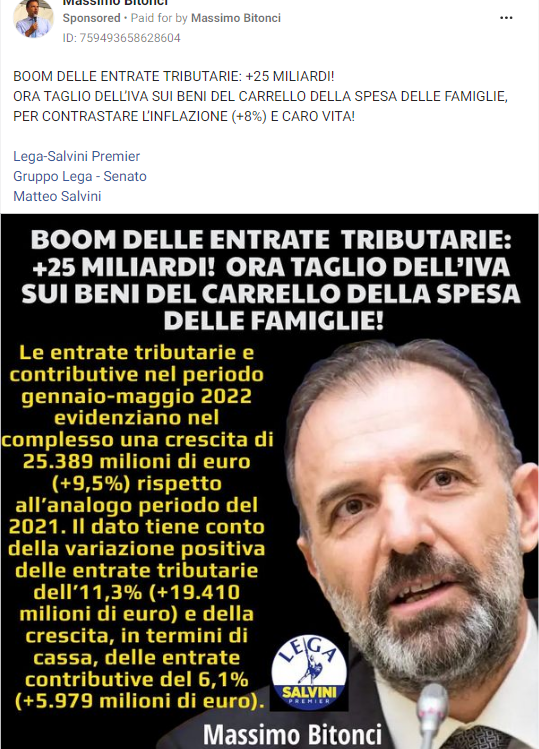 Massimo Bitonci
Sponsored • Paid for by Massimo Bitonci
ID: 759493658628604
BOOM DELLE ENTRATE TRIBUTARIE: +25 MILIARDI!
ORA TAGLIO DELL’IVA SUI BENI DEL CARRELLO DELLA SPESA DELLE FAMIGLIE,
PER CONTRASTARE L’INFLAZIONE (+8%) E CARO VITA!
Lega-Salvini Premier
Gruppo Lega - Senato
Matteo Salvini
BOOM DELLE ENTRATE TRIBUTARIE:
+25 MILIARDI! ORA TAGLIO DELL’IVA
SUI BENI DEL CARRELLO DELLA SPESA
DELLE FAMIGLIE!
Le entrate tributarie e
contributive nel periodo
gennaio-maggio 2022
evidenziano nel
complesso una crescita di
25.389 milioni di euro
(+9,5%) rispetto
all’analogo periodo del
2021. Il dato tiene conto
della variazione positiva
delle entrate tributarie
dell’11,3% (+19.410
milioni di euro) e della
crescita, in termini di
cassa, delle entrate
contributive del 6,1%
(+5.979 milioni di euro).
LEGA
SALVINI
PREMIER
Massimo Bitonci